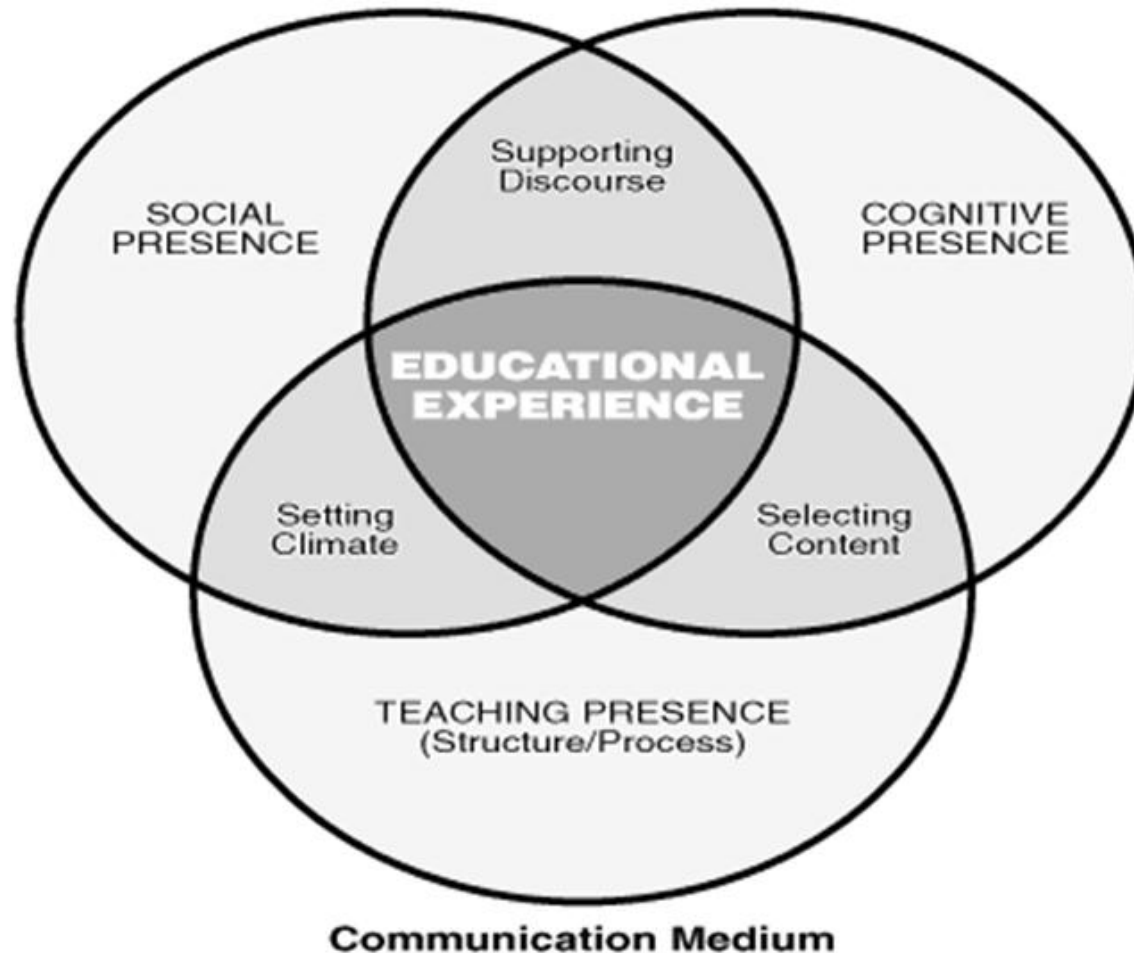 Supporting
Discourse
SOCIAL
PRESENCE
COGNITIVE
PRESENCE
EDUCATIONAL
EXPERIENCE
Setting
Climate
Selecting
Content
TEACHING PRESENCE
(Structure/Process)
Communication Medium